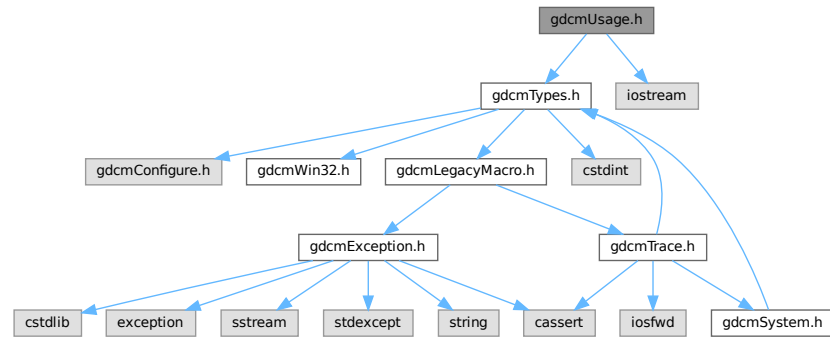 gdcmUsage.h
gdcmTypes.h
iostream
gdcmConfigure.h
gdcmWin32.h
gdcmLegacyMacro.h
cstdint
gdcmException.h
gdcmTrace.h
cstdlib
exception
sstream
stdexcept
string
cassert
iosfwd
gdcmSystem.h